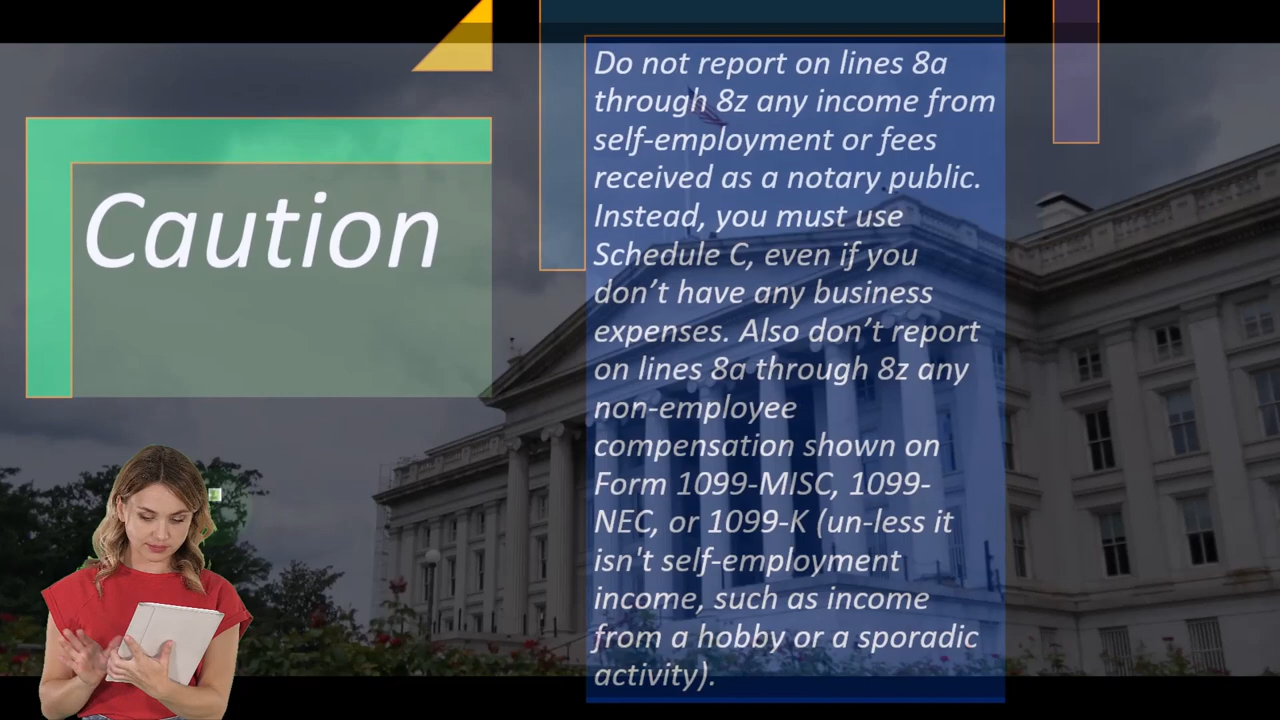 Caution
Do not report on lines 8a
through 8z any income from
self-employment or fees
received as a notary public.
Instead, you must use
Schedule C, even if you
don’t have any business
expenses. Also don’t report
on lines 8a through 8z any
non-employee
compensation shown on
Form 1099-MISC, 1099-
NEC, or 1099-K (un-less it
isn't self-employment
income, such as income
from a hobby or a sporadic
activity).